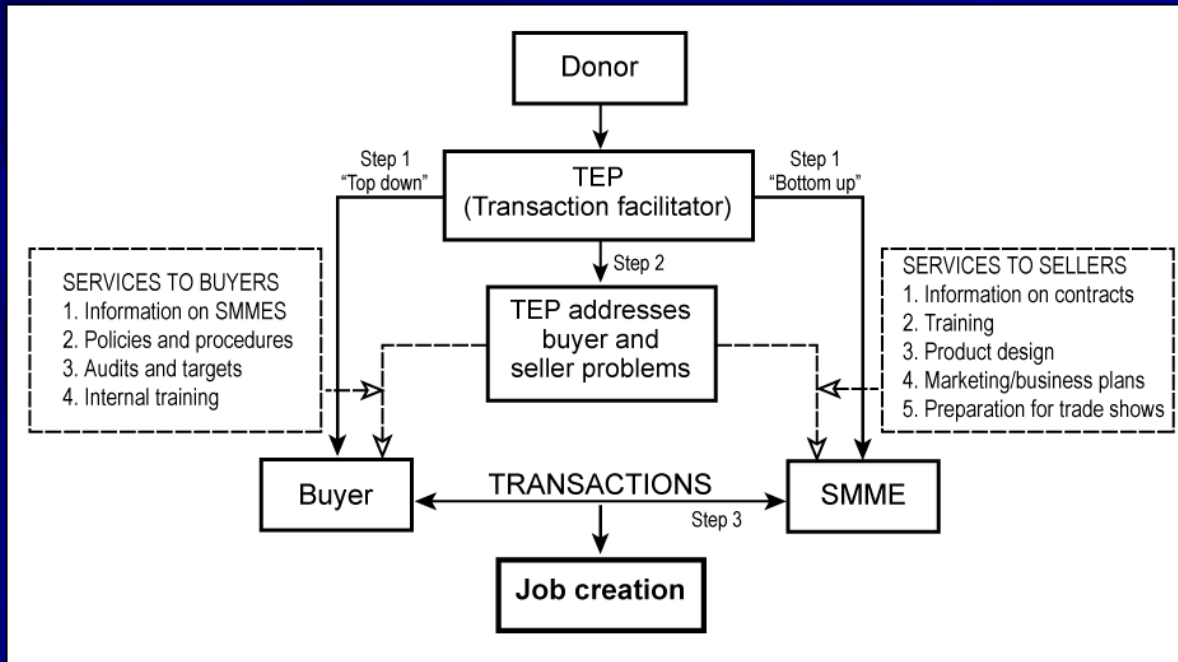 Donor
Step 1
“Top down”
TEP
(Transaction facilitator)
Step 1
“Bottom up”
Step 2
SERVICES TO BUYERS
1. Information on SMMES
2. Policies and procedures
3. Audits and targets
4. Internal training
TEP addresses
buyer and
seller problems
SERVICES TO SELLERS
1. Information on contracts
2. Training
3. Product design
4. Marketing/business plans
5. Preparation for trade shows
Buyer
TRANSACTIONS
Step 3
SMME
Job creation